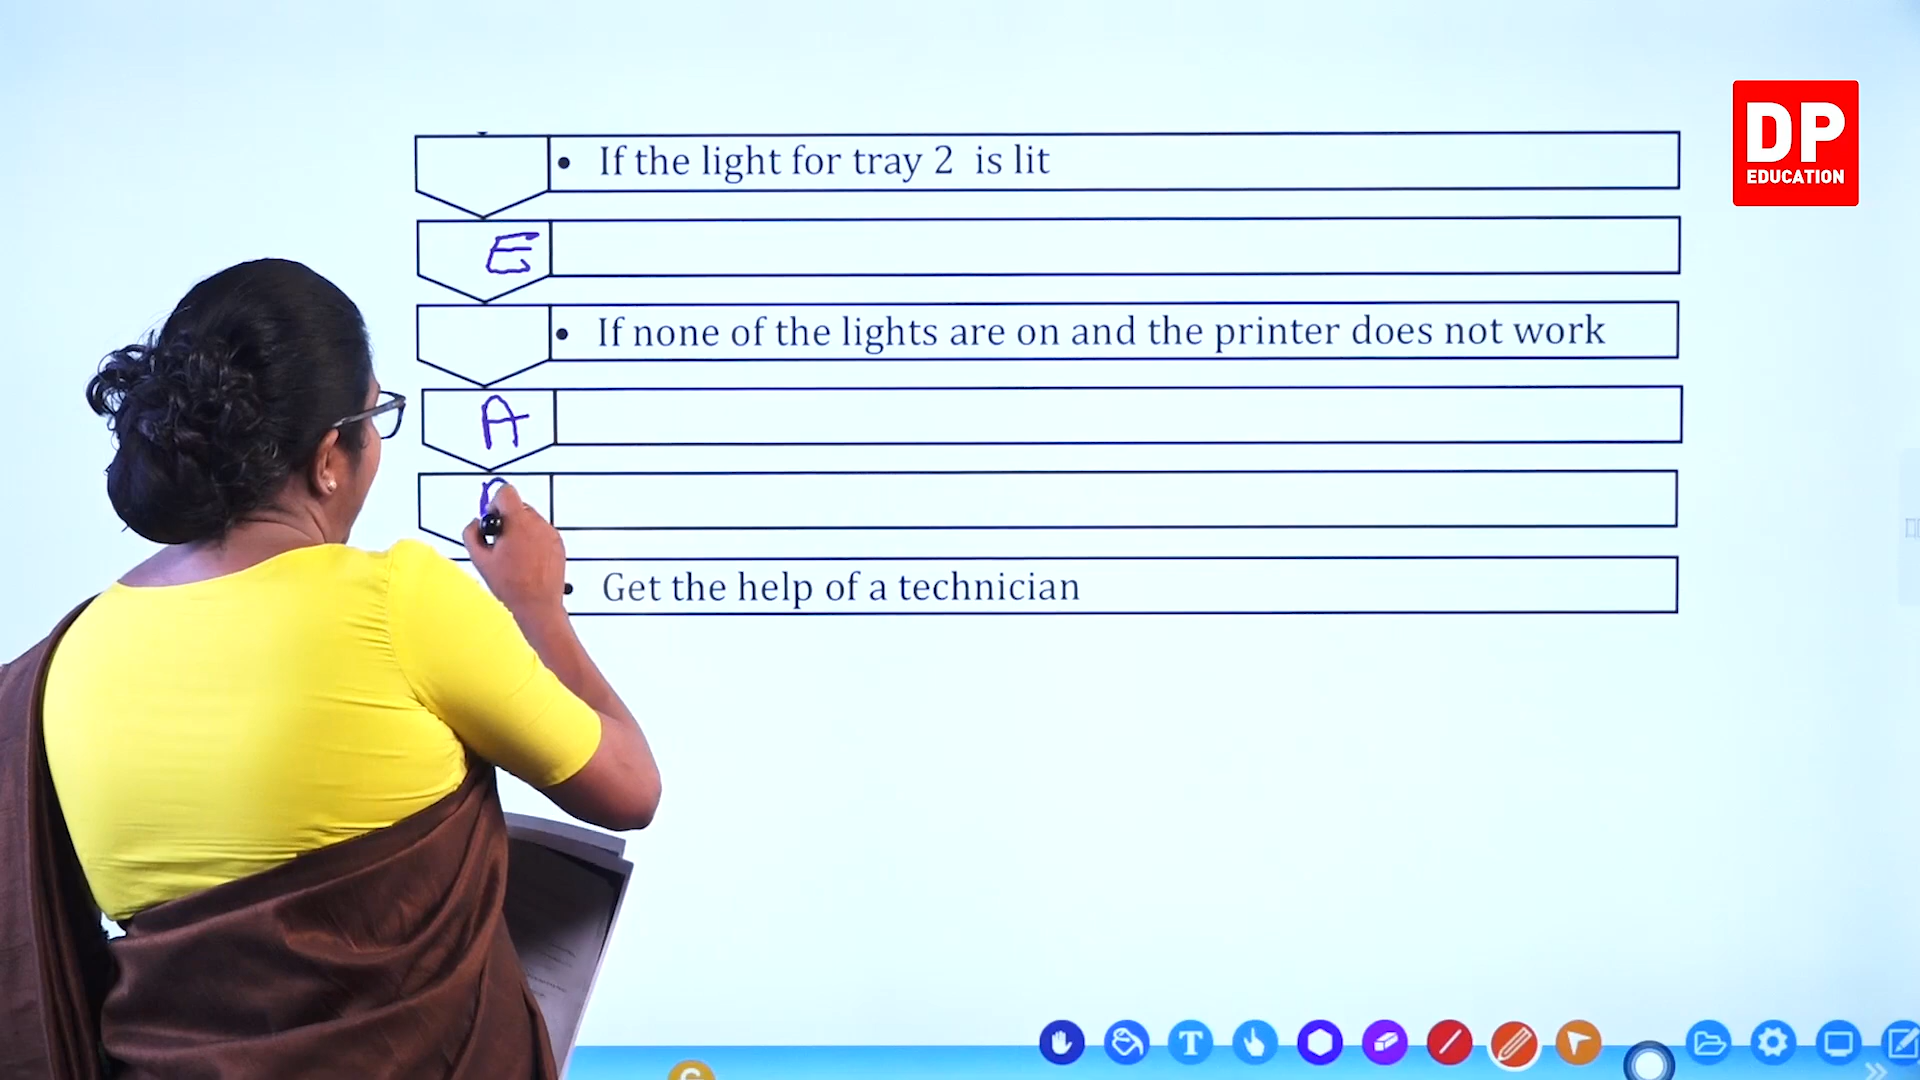 DP
EDUCATION
• If the light for tray 2 is lit
E
• If none of the lights are on and the printer does not work
A
• Get the help of a technician
T